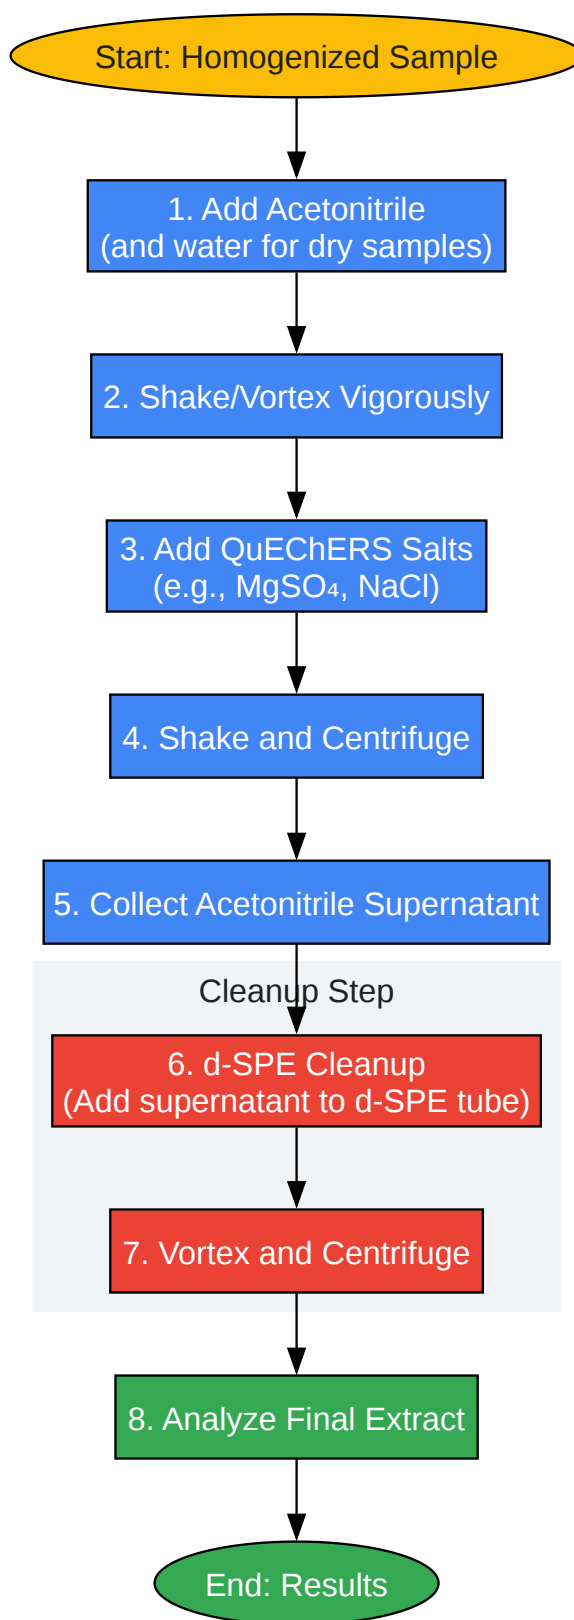 Start: Homogenized Sample
1. Add Acetonitrile
(and water for dry samples)
2. Shake/Vortex Vigorously
3. Add QuEChERS Salts
(e.g., MgSO₄, NaCl)
4. Shake and Centrifuge
5. Collect Acetonitrile Supernatant
Cleanup Step
6. d-SPE Cleanup
(Add supernatant to d-SPE tube)
7. Vortex and Centrifuge
8. Analyze Final Extract
End: Results